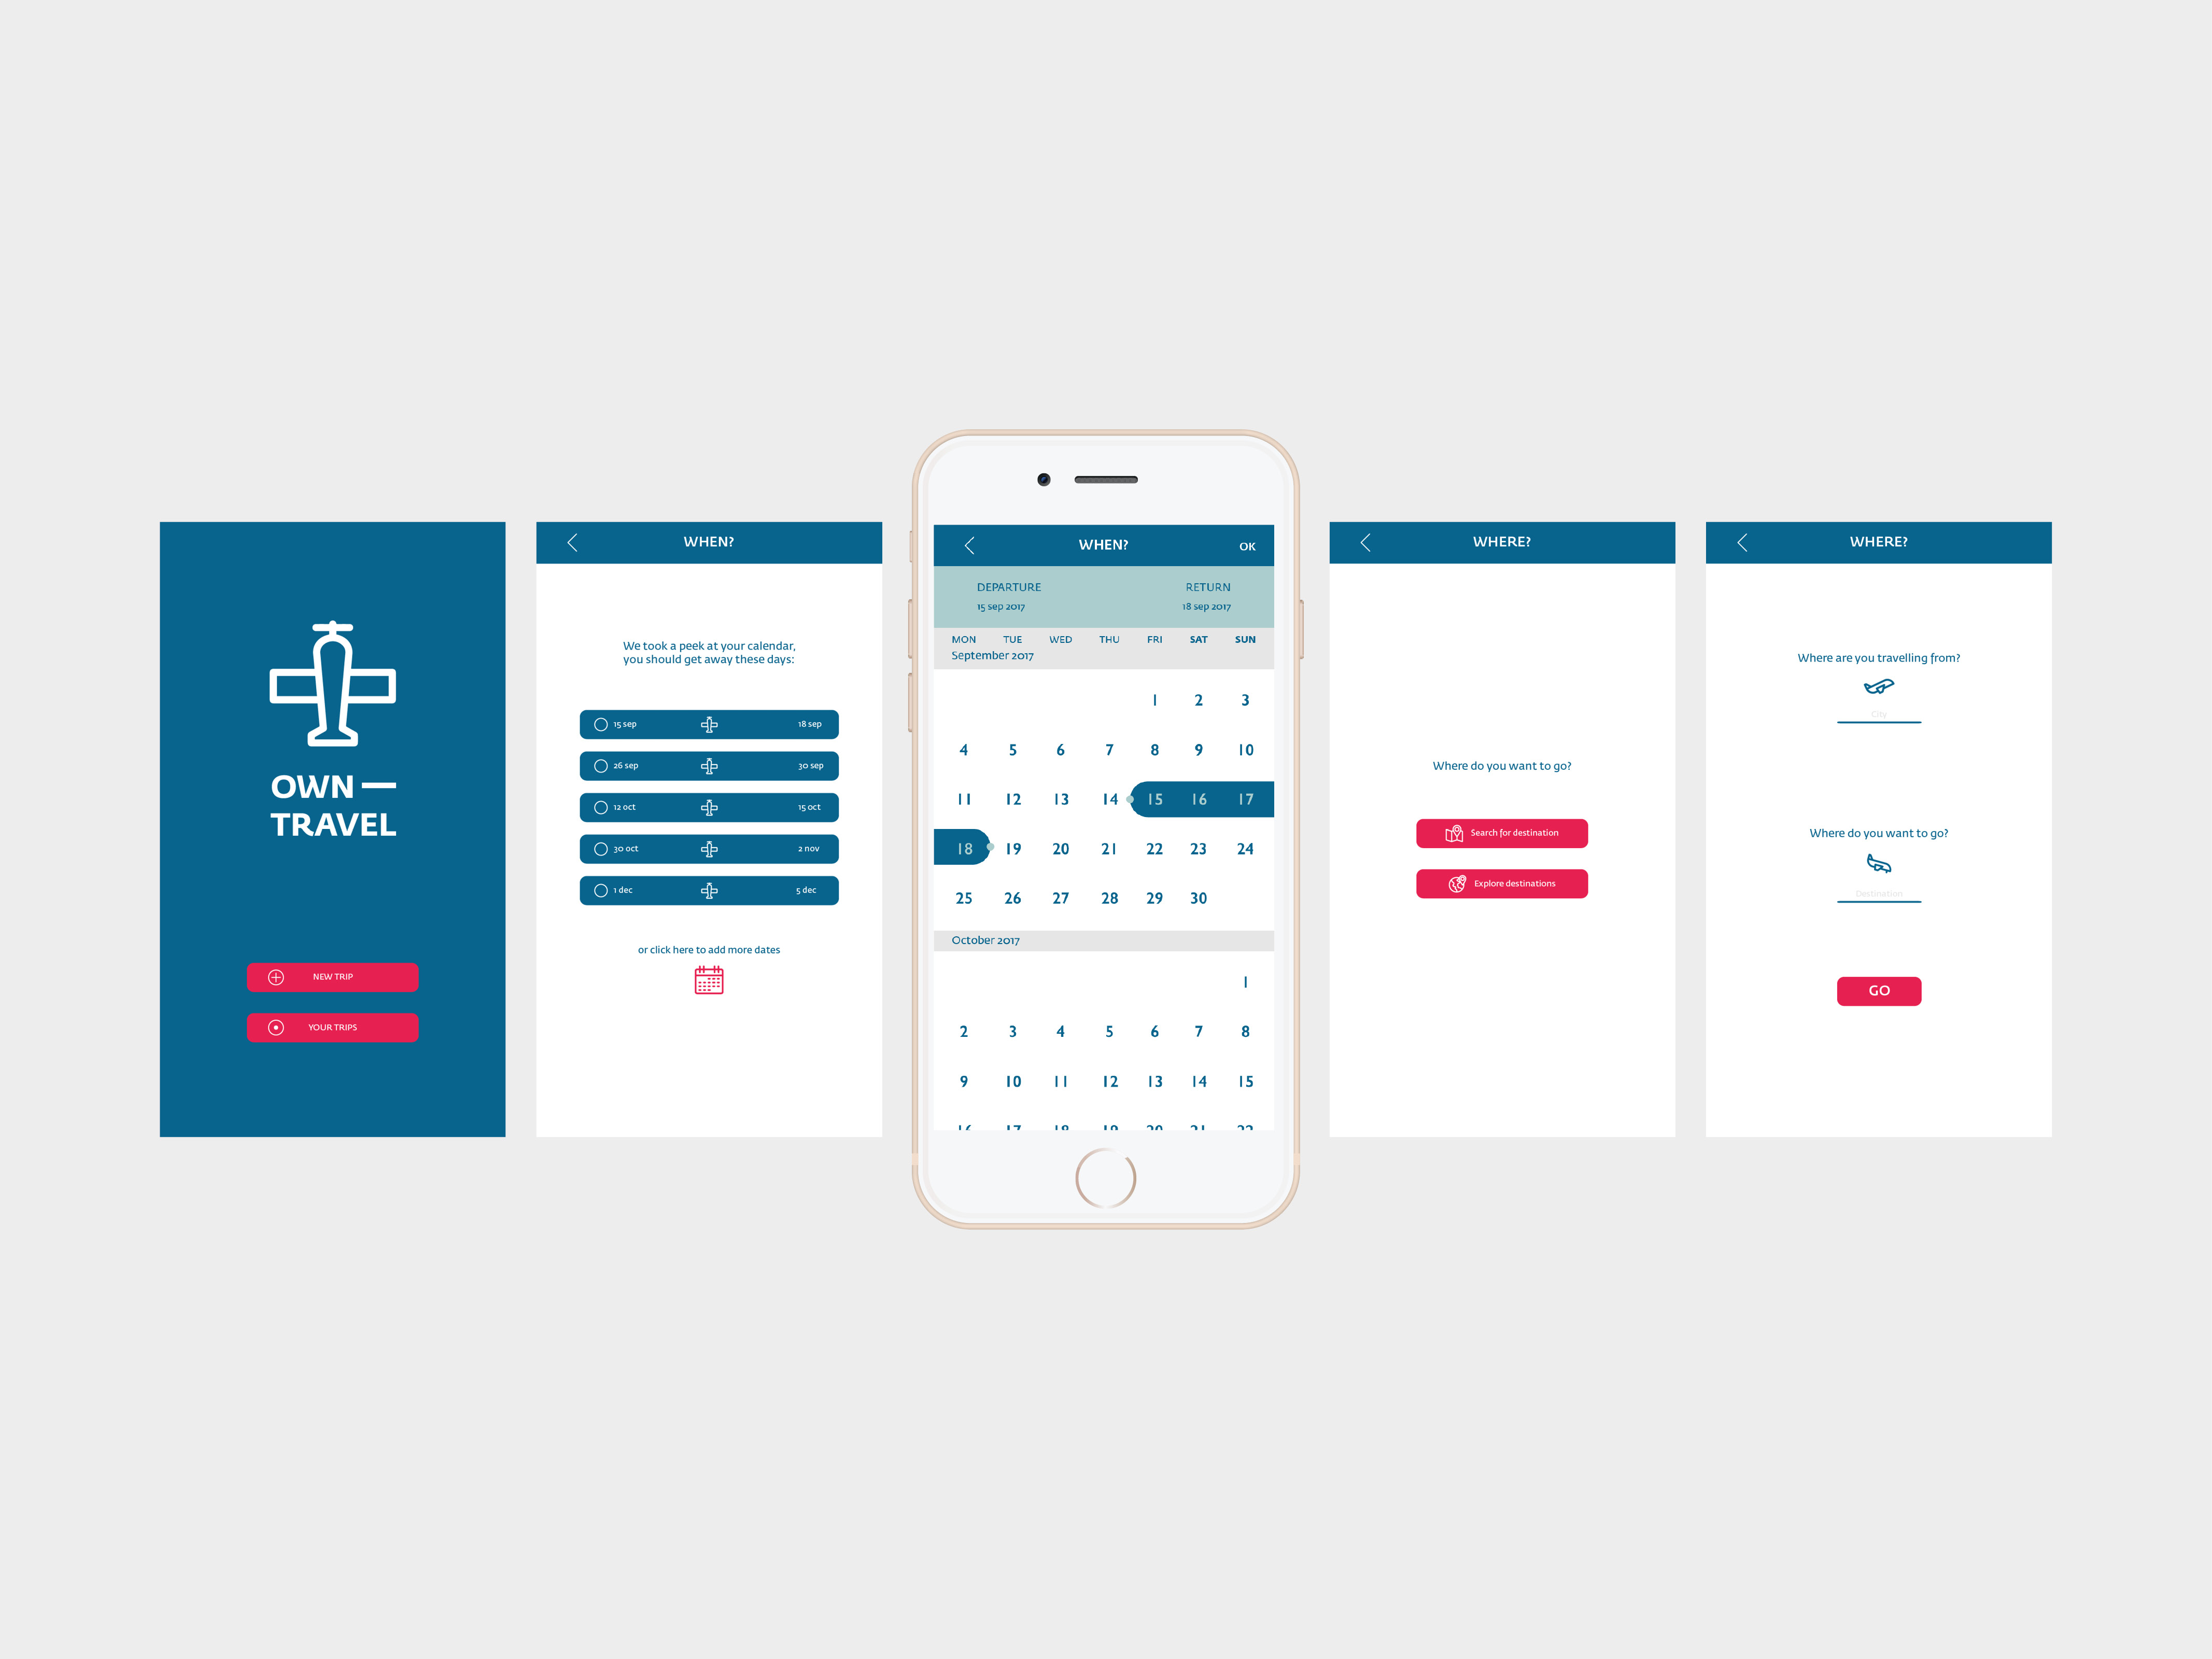 OWN —
TRAVEL
NEW TRIP
YOUR TRIPS
WHEN?
We took a peek at your calendar,
you should get away these days:
15 sep 18 sep
26 sep 30 sep
12 oct 15 oct
30 oct 2 nov
1 dec 5 dec
or click here to add more dates
WHEN? OK
DEPARTURE RETURN
15 sep 2017 18 sep 2017
MON TUE WED THU FRI SAT SUN
September 2017
1 2 3
4 5 6 7 8 9 10
11 12 13 14 15 16 17
18 19 20 21 22 23 24
25 26 27 28 29 30
October 2017
1
2 3 4 5 6 7 8
9 10 11 12 13 14 15
16 17 18 19 20 21 22
WHERE?
Where do you want to go?
Search for destination
Explore destinations
WHERE?
Where are you travelling from?
City
Where do you want to go?
Destination
GO